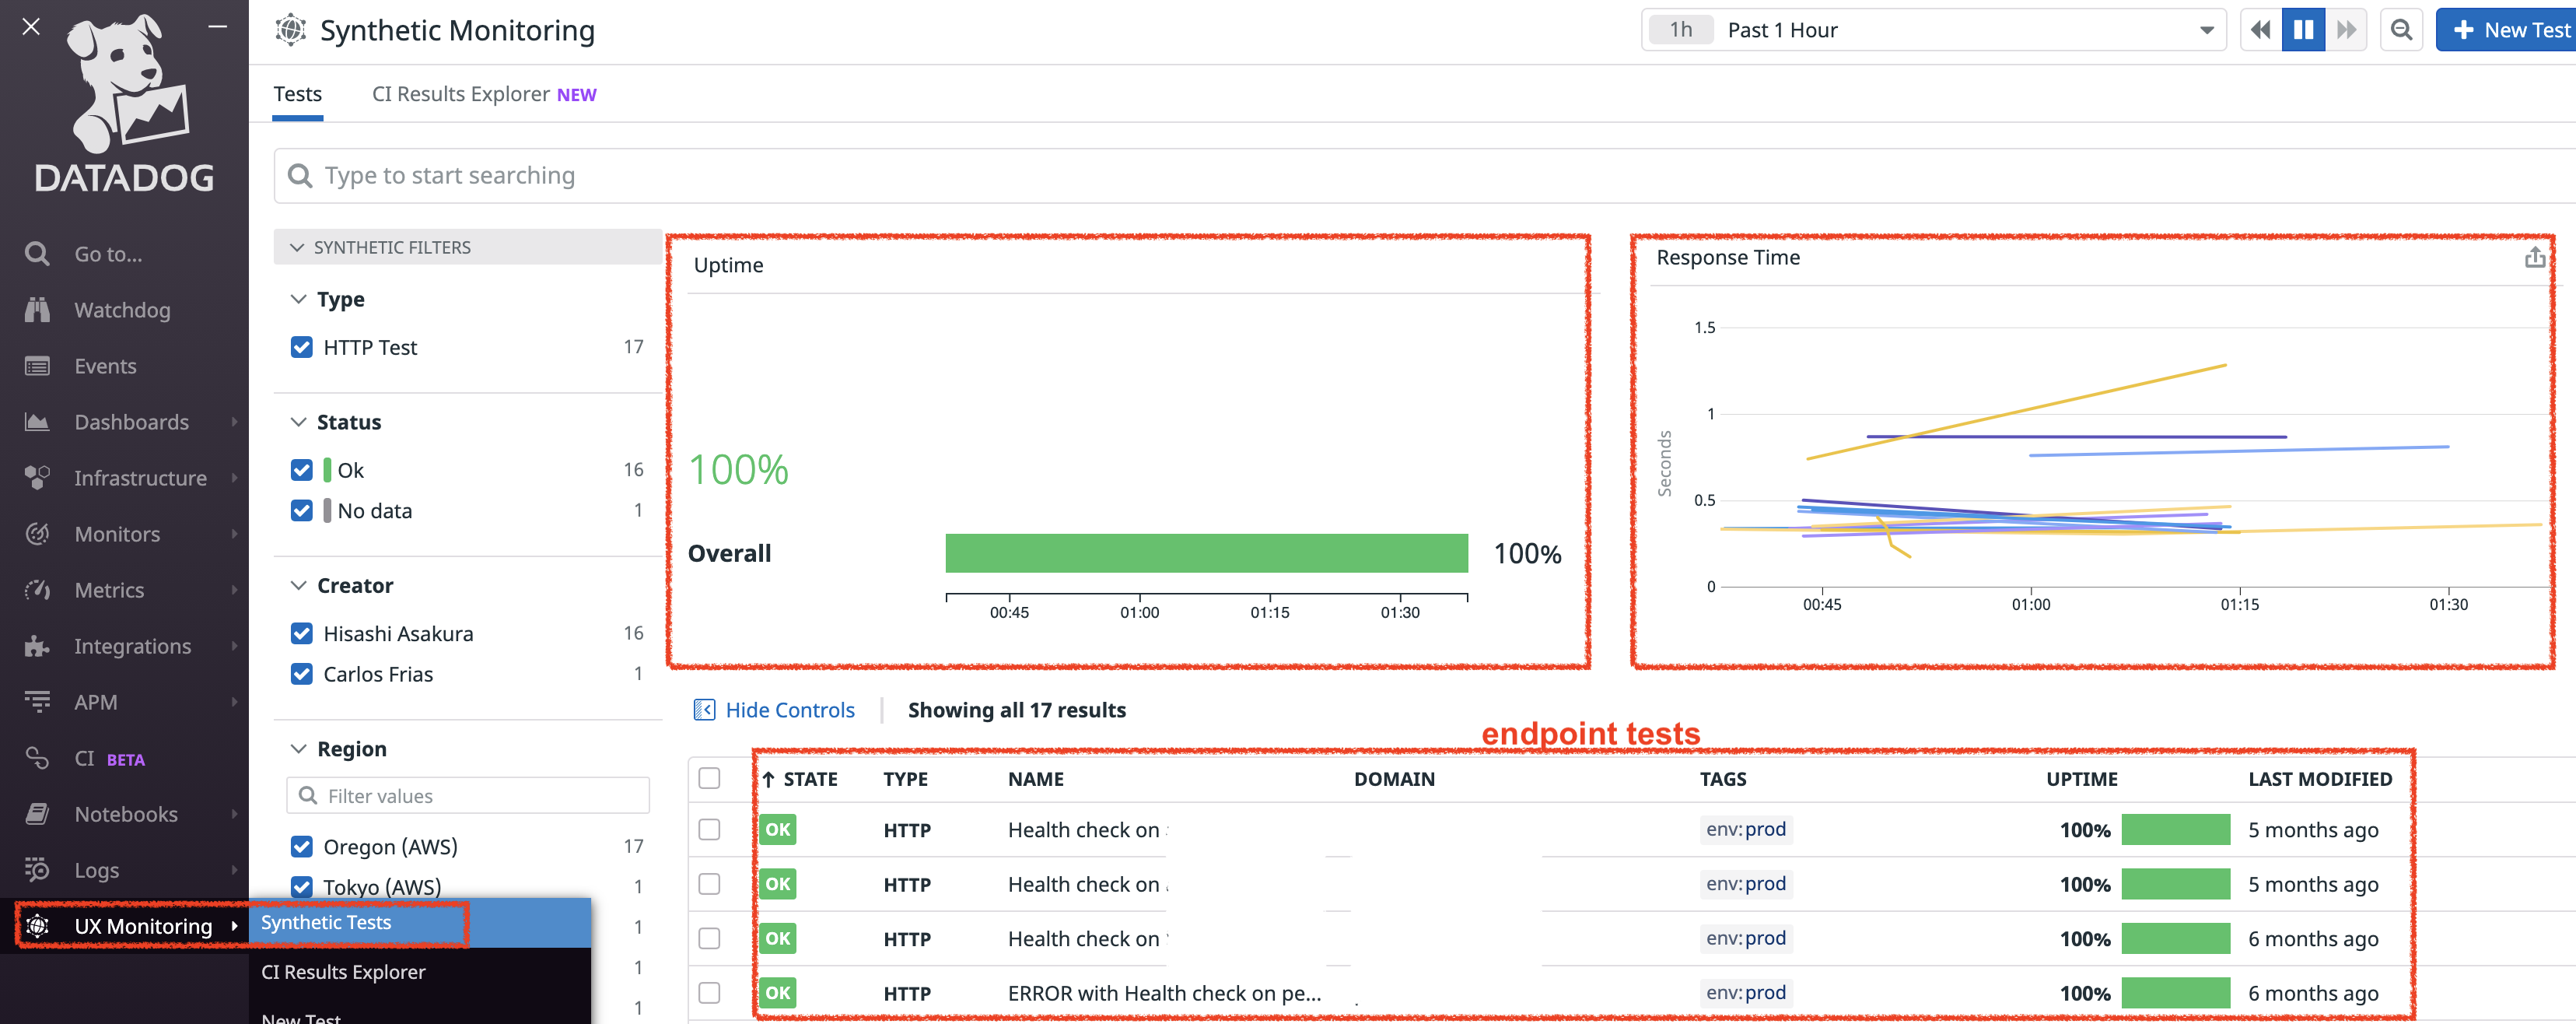 DATADOG
Go to...
Watchdog
Events
Dashboards
Infrastructure
Monitors
Metrics
Integrations
APM
CI BETA
Notebooks
Logs
UX Monitoring
Synthetic Tests
CI Results Explorer
New Test
Synthetic Monitoring
1h Past 1 Hour
New Test
Tests CI Results Explorer NEW
Type to start searching
SYNTHETIC FILTERS
Type
HTTP Test 17
Status
Ok 16
No data 1
Creator
Hisashi Asakura 16
Carlos Frias 1
Region
Filter values
Oregon (AWS) 17
Tokyo (AWS) 1
1
1
1
Uptime
100%
Overall 100%
00:45 01:00 01:15 01:30
Response Time
Seconds
1.5
1
0.5
0
00:45 01:00 01:15 01:30
Hide Controls Showing all 17 results
endpoint tests
STATE TYPE NAME DOMAIN TAGS UPTIME LAST MODIFIED
OK HTTP Health check on env:prod 100% 5 months ago
OK HTTP Health check on env:prod 100% 5 months ago
OK HTTP Health check on env:prod 100% 6 months ago
OK HTTP ERROR with Health check on pe... env:prod 100% 6 months ago